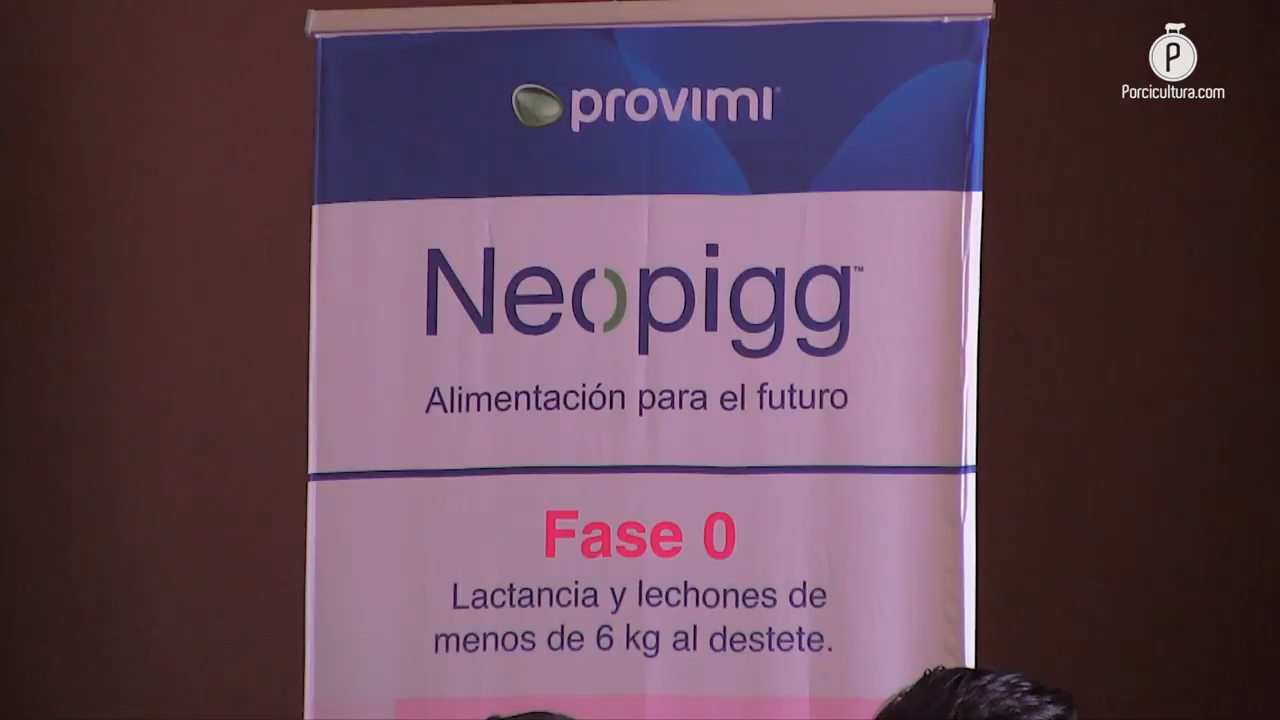 provimi
P
Porcicultura.com
Neopigg™
Alimentación para el futuro
Fase 0
Lactancia y lechones de
menos de 6 kg al destete.